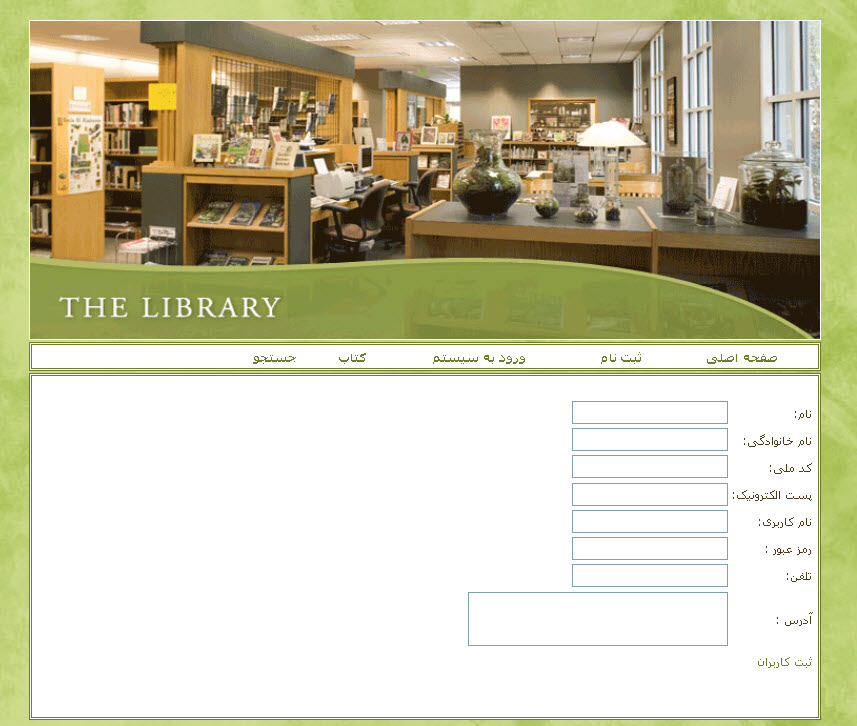 THE LIBRARY
صفحه اصلی ثبت نام ورود به سیستم کتاب جستجو
نام:
نام خانوادگی:
کد ملی:
پست الکترونیک:
نام کاربری:
رمز عبور :
تلفن:
آدرس :
ثبت کاربران